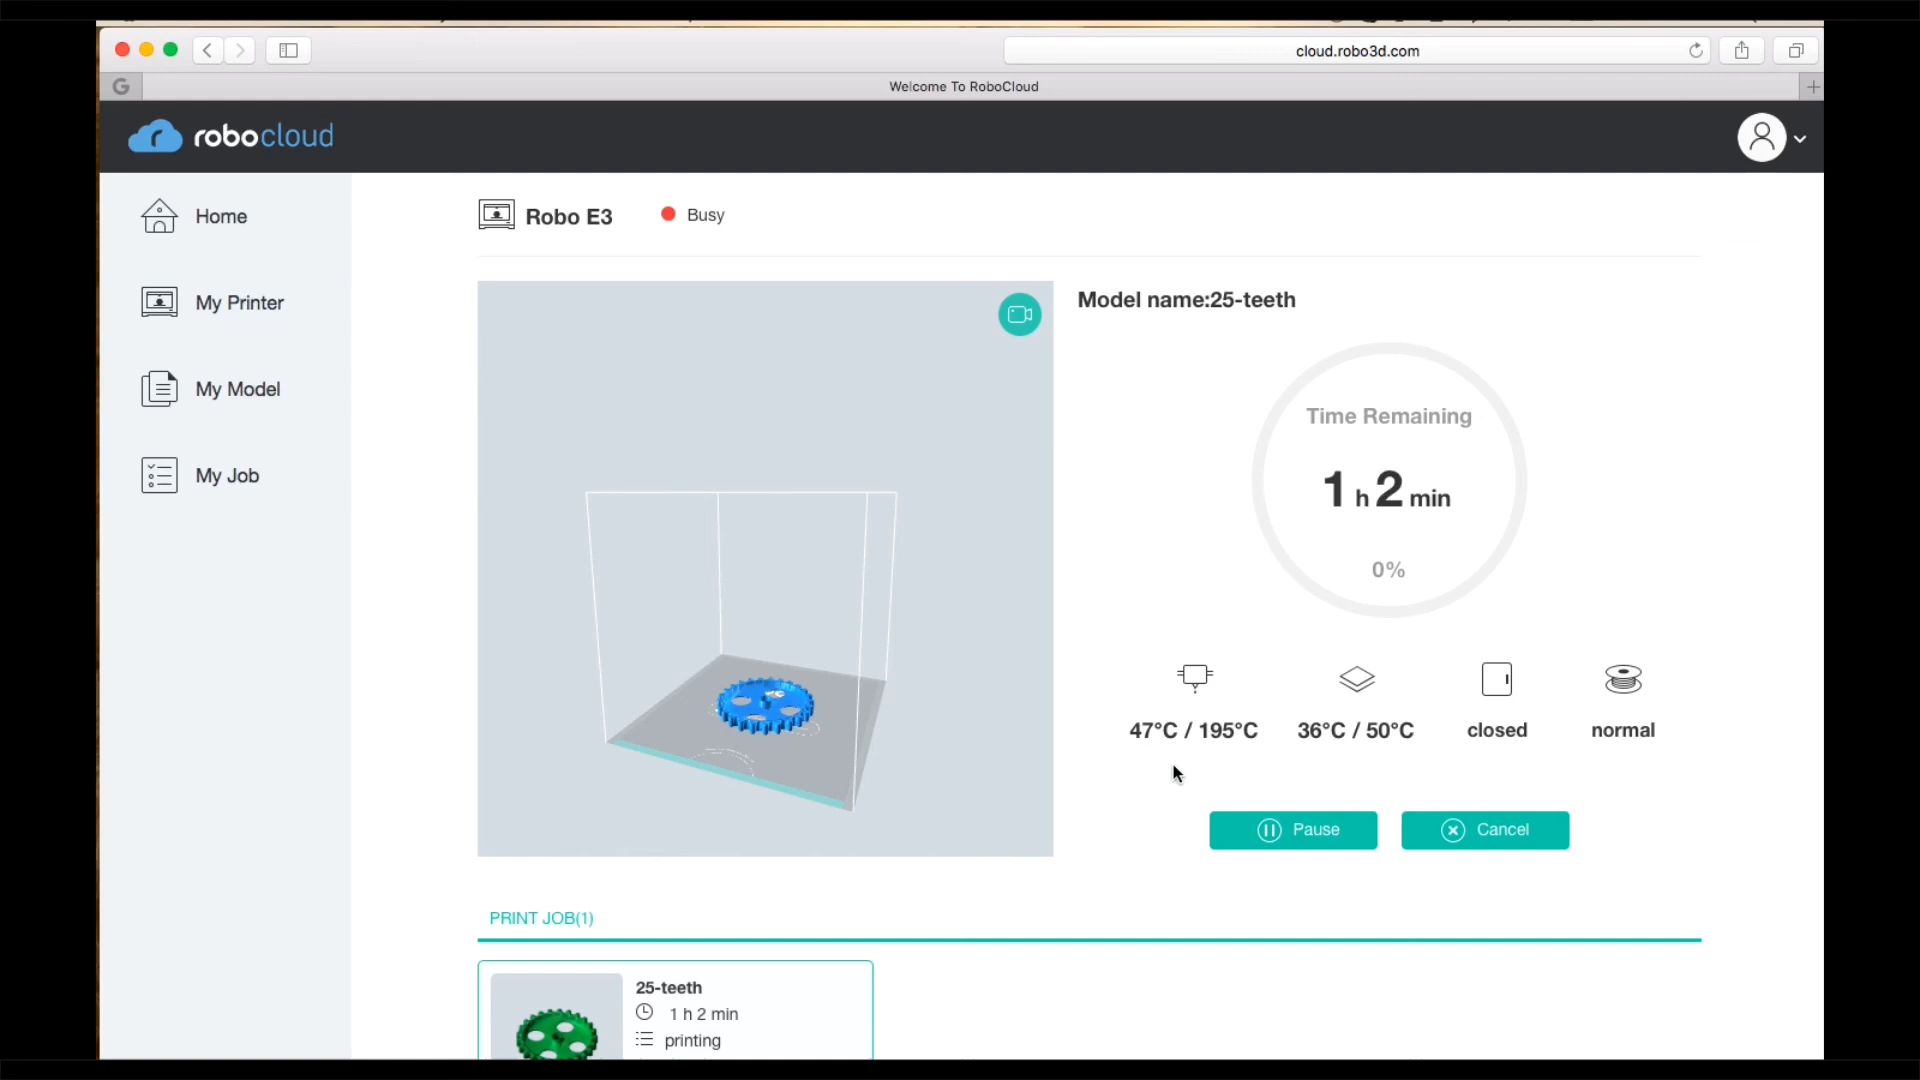 cloud.robo3d.com
G
Welcome To RoboCloud
r robocloud
Home
My Printer
My Model
My Job
Robo E3
Busy
Model name:25-teeth
Time Remaining
1 h 2 min
0%
47°C / 195°C
36°C / 50°C
closed
normal
Pause
Cancel
PRINT JOB(1)
25-teeth
1 h 2 min
printing